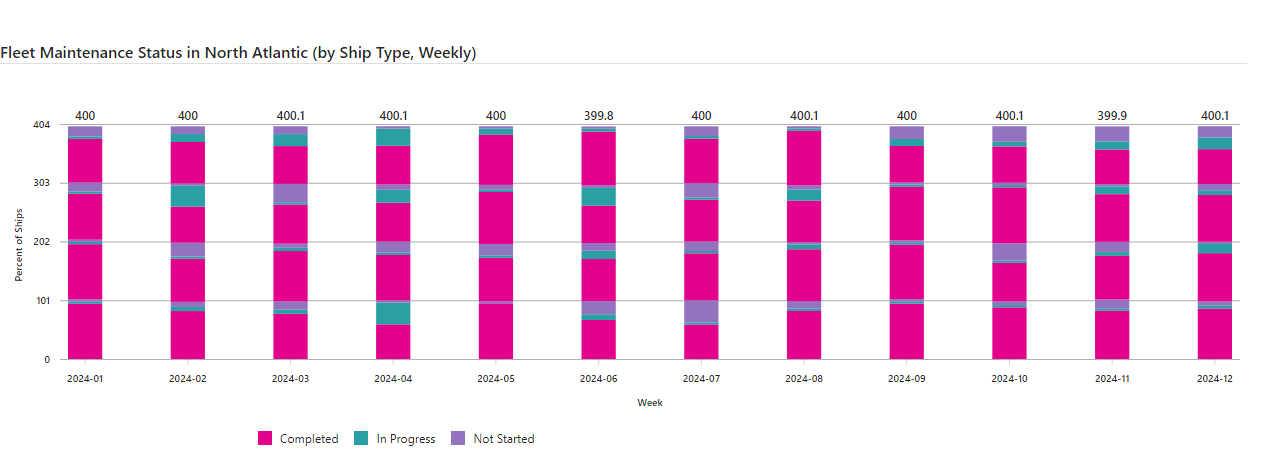 Fleet Maintenance Status in North Atlantic (by Ship Type, Weekly)
400 400 400.1 400.1 400 399.8 400 400.1 400 400.1 399.9 400.1
404
303
202
101
0
Percent of Ships
2024-01 2024-02 2024-03 2024-04 2024-05 2024-06 2024-07 2024-08 2024-09 2024-10 2024-11 2024-12
Week
Completed In Progress Not Started